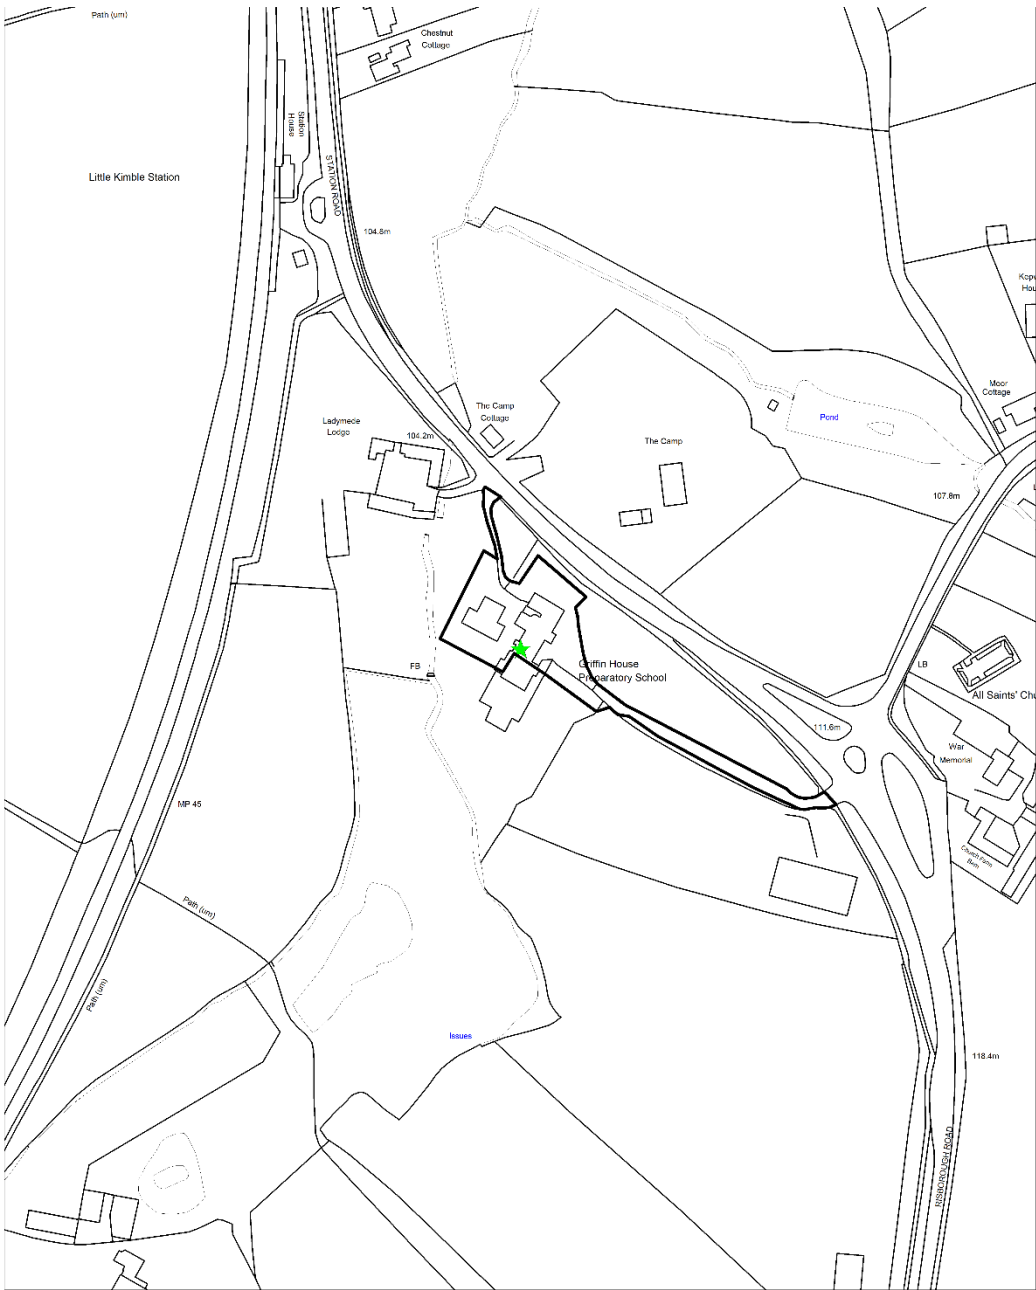 Path (um)
Chestnut
Cottage
Station
House
STATION ROAD
Little Kimble Station
104.8m
Moor
Cottage
The Camp
Cottage
Pond
Ladymede
Lodge
104.2m
The Camp
107.8m
FB
Griffin House
Preparatory School
LB
All Saints' Chu
111.6m
War
Memorial
MP 45
Church Farm
Barn
Path (um)
Path (um)
Issues
118.4m
RISBOROUGH ROAD